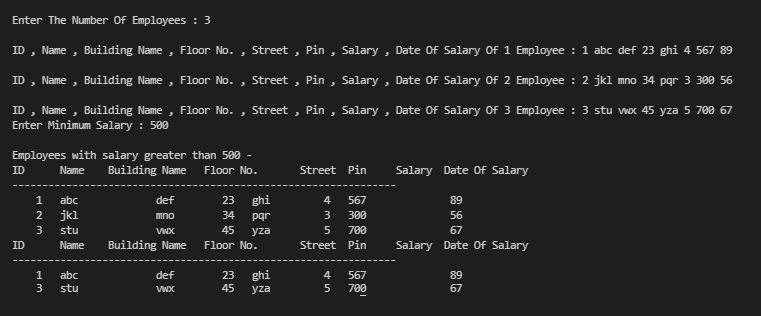 Enter The Number Of Employees : 3
ID , Name , Building Name , Floor No. , Street , Pin , Salary , Date Of Salary Of 1 Employee : 1 abc def 23 ghi 4 567 89
ID , Name , Building Name , Floor No. , Street , Pin , Salary , Date Of Salary Of 2 Employee : 2 jkl mno 34 pqr 3 300 56
ID , Name , Building Name , Floor No. , Street , Pin , Salary , Date Of Salary Of 3 Employee : 3 stu vwx 45 yza 5 700 67
Enter Minimum Salary : 500
Employees with salary greater than 500 -
ID Name Building Name Floor No. Street Pin Salary Date Of Salary
----------------------------------------------------------------
1 abc def 23 ghi 4 567 89
2 jkl mno 34 pqr 3 300 56
3 stu vwx 45 yza 5 700 67
ID Name Building Name Floor No. Street Pin Salary Date Of Salary
----------------------------------------------------------------
1 abc def 23 ghi 4 567 89
3 stu vwx 45 yza 5 700 67